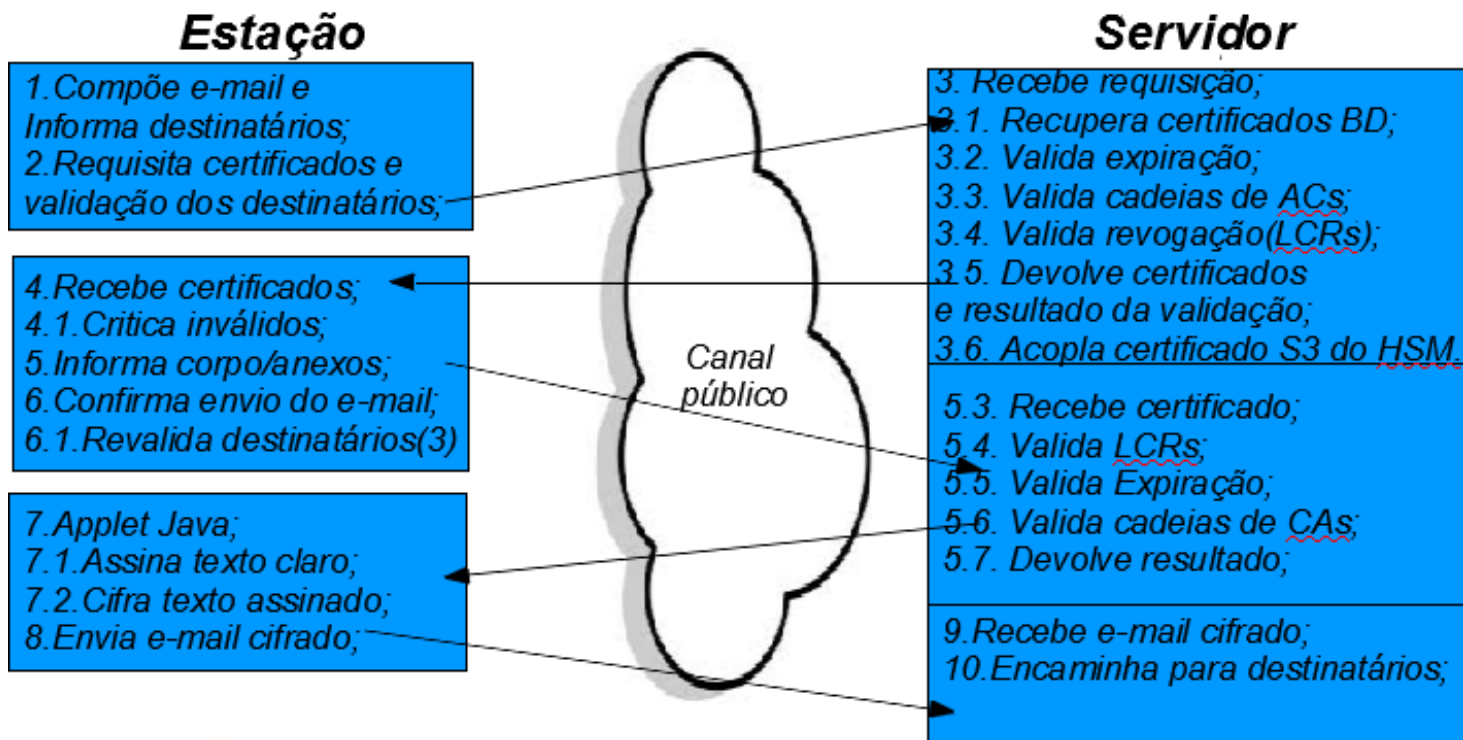 Estação
1.Compõe e-mail e
Informa destinatários;
2.Requisita certificados e
validação dos destinatários;
4.Recebe certificados;
4.1.Critica inválidos;
5.Informa corpo/anexos;
6.Confirma envio do e-mail;
6.1.Revalida destinatários(3)
7.Applet Java;
7.1.Assina texto claro;
7.2.Cifra texto assinado;
8.Envia e-mail cifrado;
Canal
público
Servidor
3. Recebe requisição;
3.1. Recupera certificados BD;
3.2. Valida expiração;
3.3. Valida cadeias de ACs;
3.4. Valida revogação(LCRs);
3.5. Devolve certificados
e resultado da validação;
3.6. Acopla certificado S3 do HSM.
5.3. Recebe certificado;
5.4. Valida LCRs;
5.5. Valida Expiração;
5.6. Valida cadeias de CAs;
5.7. Devolve resultado;
9.Recebe e-mail cifrado;
10.Encaminha para destinatários;